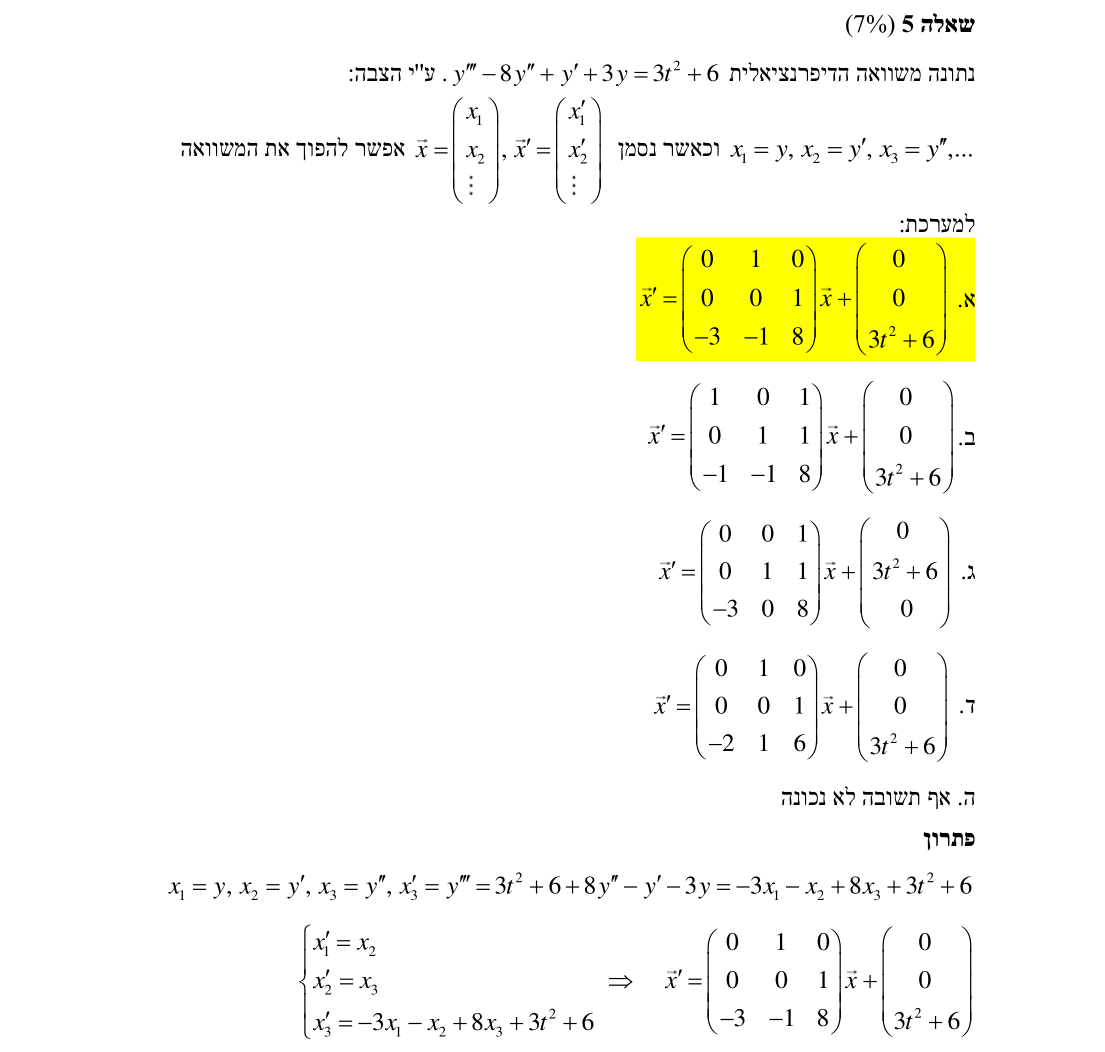 שאלה 5 (7%)
נתונה משוואה הדיפרנציאלית y''' − 8y'' + y' + 3y = 3t² + 6 . ע"י הצבה:
x₁ = y, x₂ = y', x₃ = y'',... וכאשר נסמן x⃗' = (x₁' ; x₂' ; ⋮) , x⃗ = (x₁ ; x₂ ; ⋮) אפשר להפוך את המשוואה
למערכת:
א. x⃗' = (0 1 0 ; 0 0 1 ; −3 −1 8) x⃗ + (0 ; 0 ; 3t² + 6)
ב. x⃗' = (1 0 1 ; 0 1 1 ; −1 −1 8) x⃗ + (0 ; 0 ; 3t² + 6)
ג. x⃗' = (0 0 1 ; 0 1 1 ; −3 0 8) x⃗ + (0 ; 3t² + 6 ; 0)
ד. x⃗' = (0 1 0 ; 0 0 1 ; −2 1 6) x⃗ + (0 ; 0 ; 3t² + 6)
ה. אף תשובה לא נכונה
פתרון
x₁ = y, x₂ = y', x₃ = y'', x₃' = y''' = 3t² + 6 + 8y'' − y' − 3y = −3x₁ − x₂ + 8x₃ + 3t² + 6
{ x₁' = x₂ ; x₂' = x₃ ; x₃' = −3x₁ − x₂ + 8x₃ + 3t² + 6 ⇒ x⃗' = (0 1 0 ; 0 0 1 ; −3 −1 8) x⃗ + (0 ; 0 ; 3t² + 6)